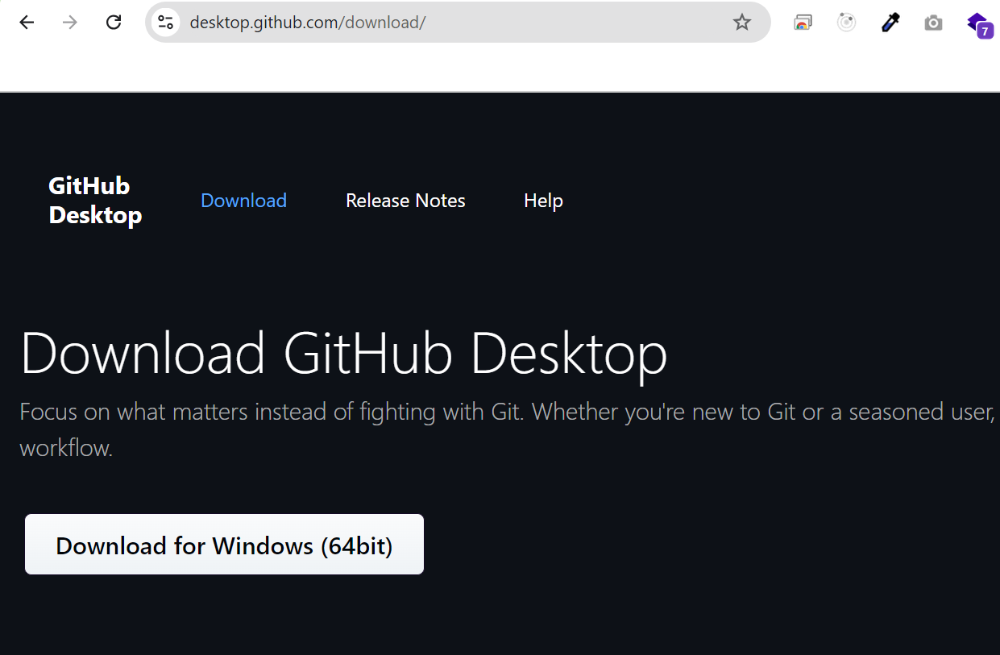 desktop.github.com/download/
7
GitHub
Desktop
Download
Release Notes
Help
Download GitHub Desktop
Focus on what matters instead of fighting with Git. Whether you're new to Git or a seasoned user,
workflow.
Download for Windows (64bit)